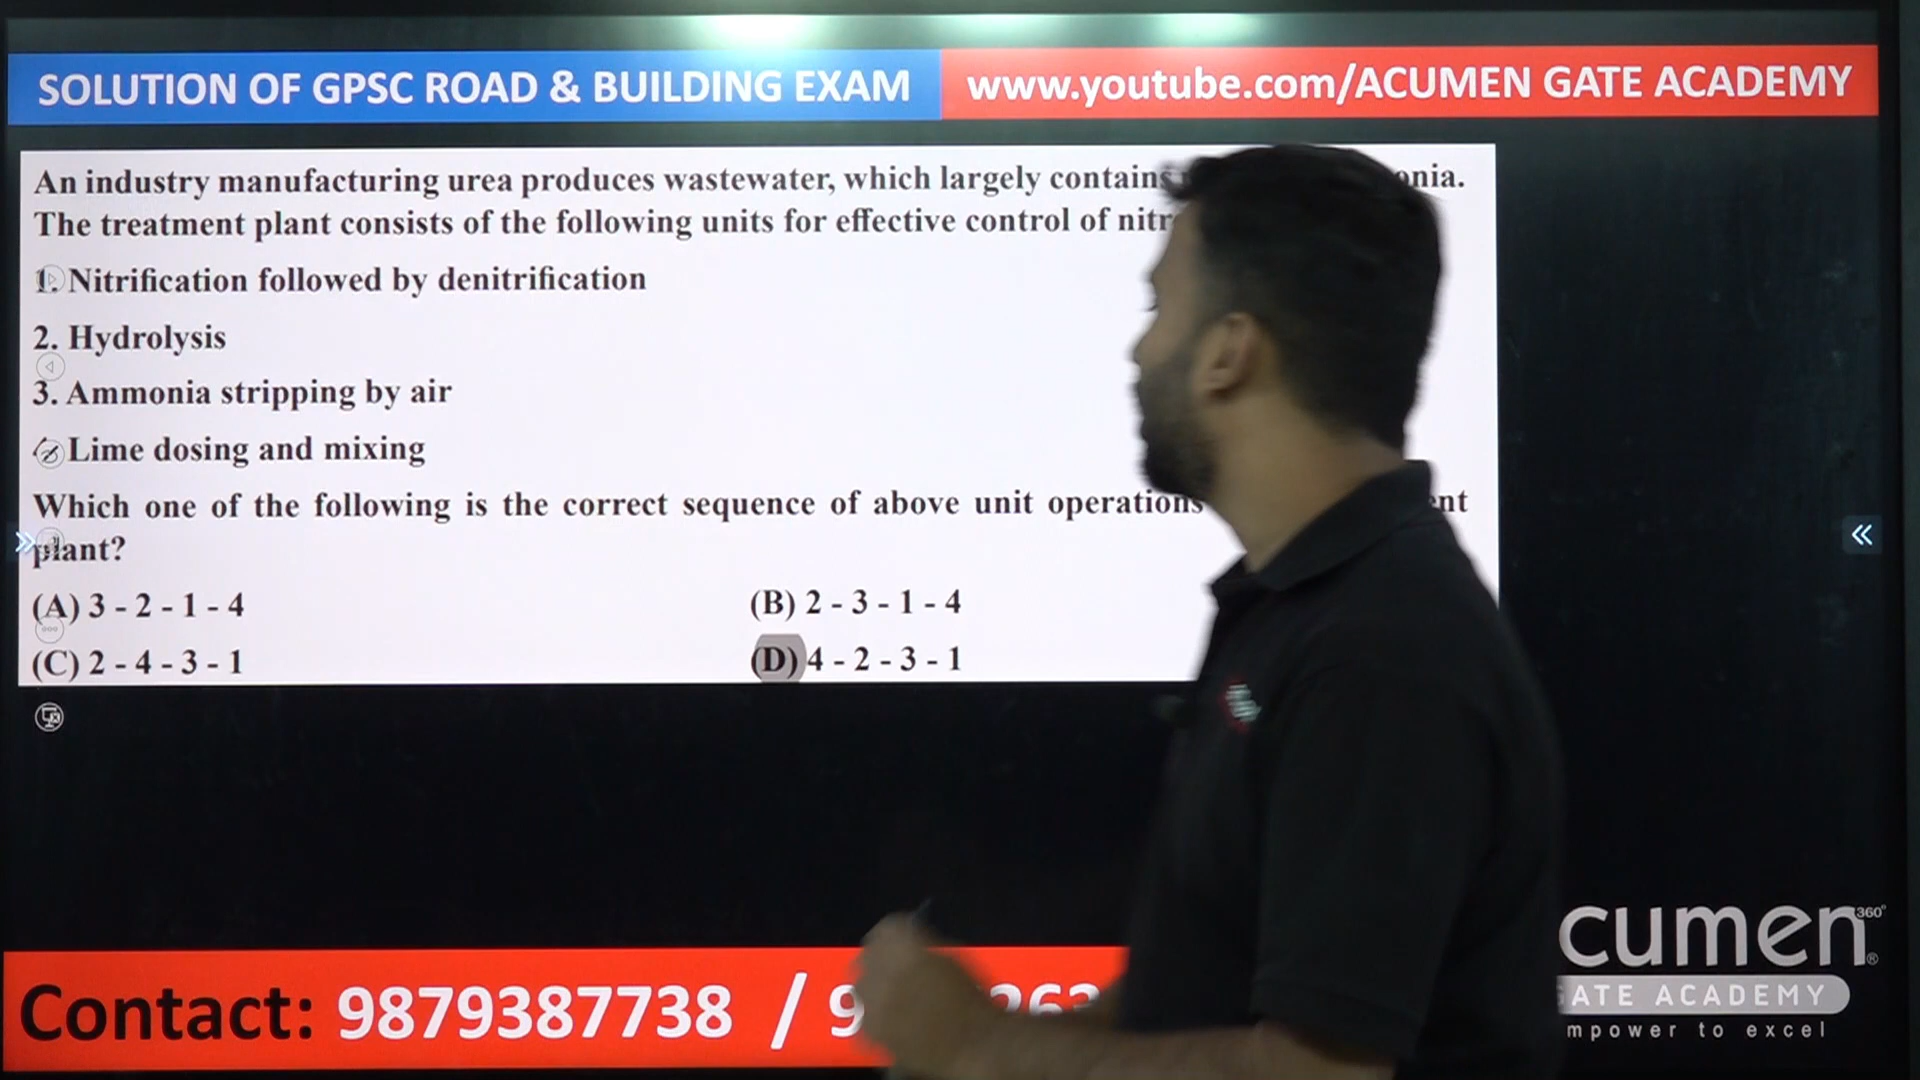 SOLUTION OF GPSC ROAD & BUILDING EXAM www.youtube.com/ACUMEN GATE ACADEMY
An industry manufacturing urea produces wastewater, which largely contains
The treatment plant consists of the following units for effective control of
1. Nitrification followed by denitrification
2. Hydrolysis
3. Ammonia stripping by air
Lime dosing and mixing
Which one of the following is the correct sequence of above unit operations
plant?
(A) 3 - 2 - 1 - 4 (B) 2 - 3 - 1 - 4
(C) 2 - 4 - 3 - 1 (D) 4 - 2 - 3 - 1
cumen 360°
ATE ACADEMY
mpower to excel
Contact: 9879387738 / 9